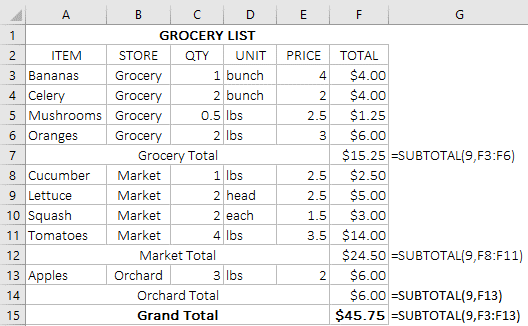 A B C D E F G
1 GROCERY LIST
2 ITEM STORE QTY UNIT PRICE TOTAL
3 Bananas Grocery 1 bunch 4 $4.00
4 Celery Grocery 2 bunch 2 $4.00
5 Mushrooms Grocery 0.5 lbs 2.5 $1.25
6 Oranges Grocery 2 lbs 3 $6.00
7 Grocery Total $15.25 =SUBTOTAL(9,F3:F6)
8 Cucumber Market 1 lbs 2.5 $2.50
9 Lettuce Market 2 head 2.5 $5.00
10 Squash Market 2 each 1.5 $3.00
11 Tomatoes Market 4 lbs 3.5 $14.00
12 Market Total $24.50 =SUBTOTAL(9,F8:F11)
13 Apples Orchard 3 lbs 2 $6.00
14 Orchard Total $6.00 =SUBTOTAL(9,F13)
15 Grand Total $45.75 =SUBTOTAL(9,F3:F13)